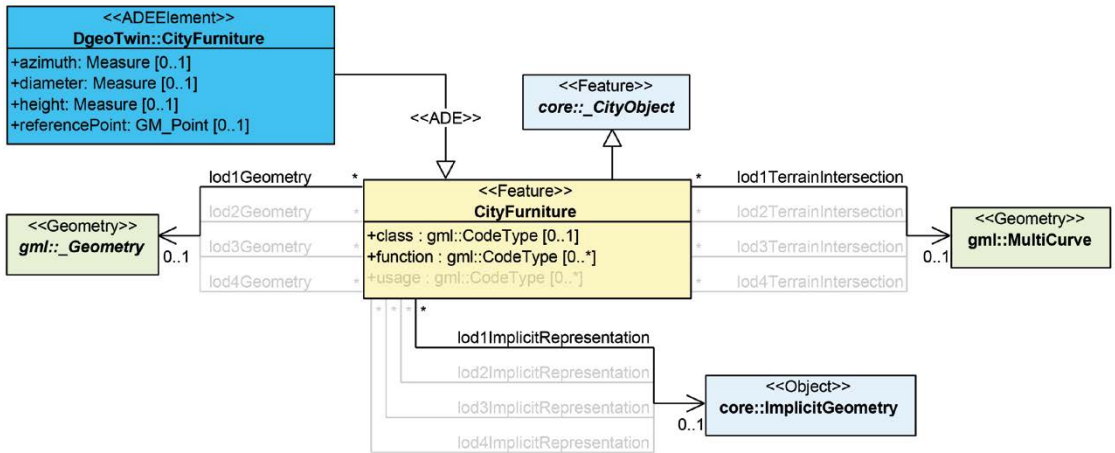 <<ADEElement>>
DgeoTwin::CityFurniture
+azimuth: Measure [0..1]
+diameter: Measure [0..1]
+height: Measure [0..1]
+referencePoint: GM_Point [0..1]
<<ADE>>
<<Feature>>
core::_CityObject
<<Geometry>>
gml::_Geometry
0..1
lod1Geometry *
lod2Geometry *
lod3Geometry *
lod4Geometry *
<<Feature>>
CityFurniture
+class : gml::CodeType [0..1]
+function : gml::CodeType [0..*]
+usage : gml::CodeType [0..*]
* lod1TerrainIntersection
* lod2TerrainIntersection
* lod3TerrainIntersection
* lod4TerrainIntersection
<<Geometry>>
gml::MultiCurve
0..1
* * * *
lod1ImplicitRepresentation
lod2ImplicitRepresentation
lod3ImplicitRepresentation
lod4ImplicitRepresentation
<<Object>>
core::ImplicitGeometry
0..1